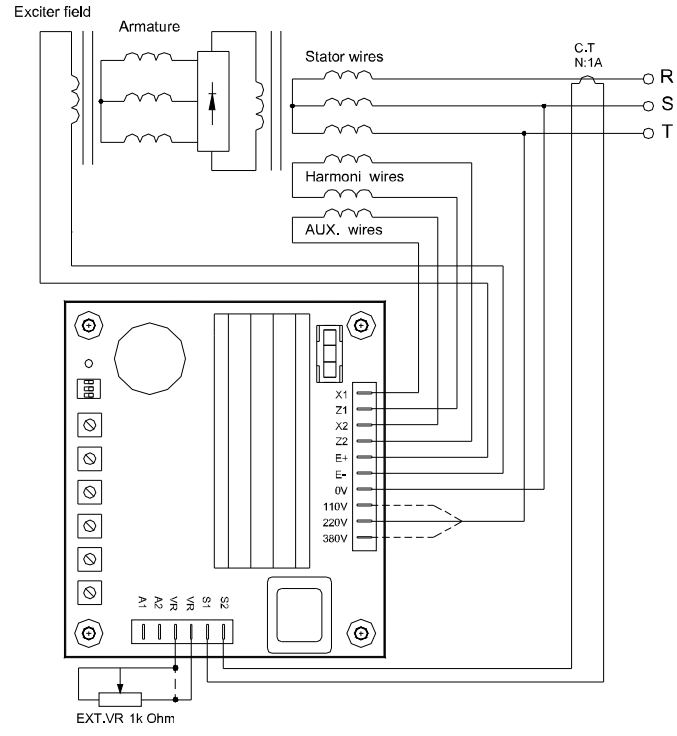 Exciter field
Armature
Stator wires
C.T
N:1A
R
S
T
Harmoni wires
AUX. wires
X1
Z1
X2
Z2
E+
E-
0V
110V
220V
380V
A1
A2
VR
VR
S1
S2
EXT.VR 1k Ohm